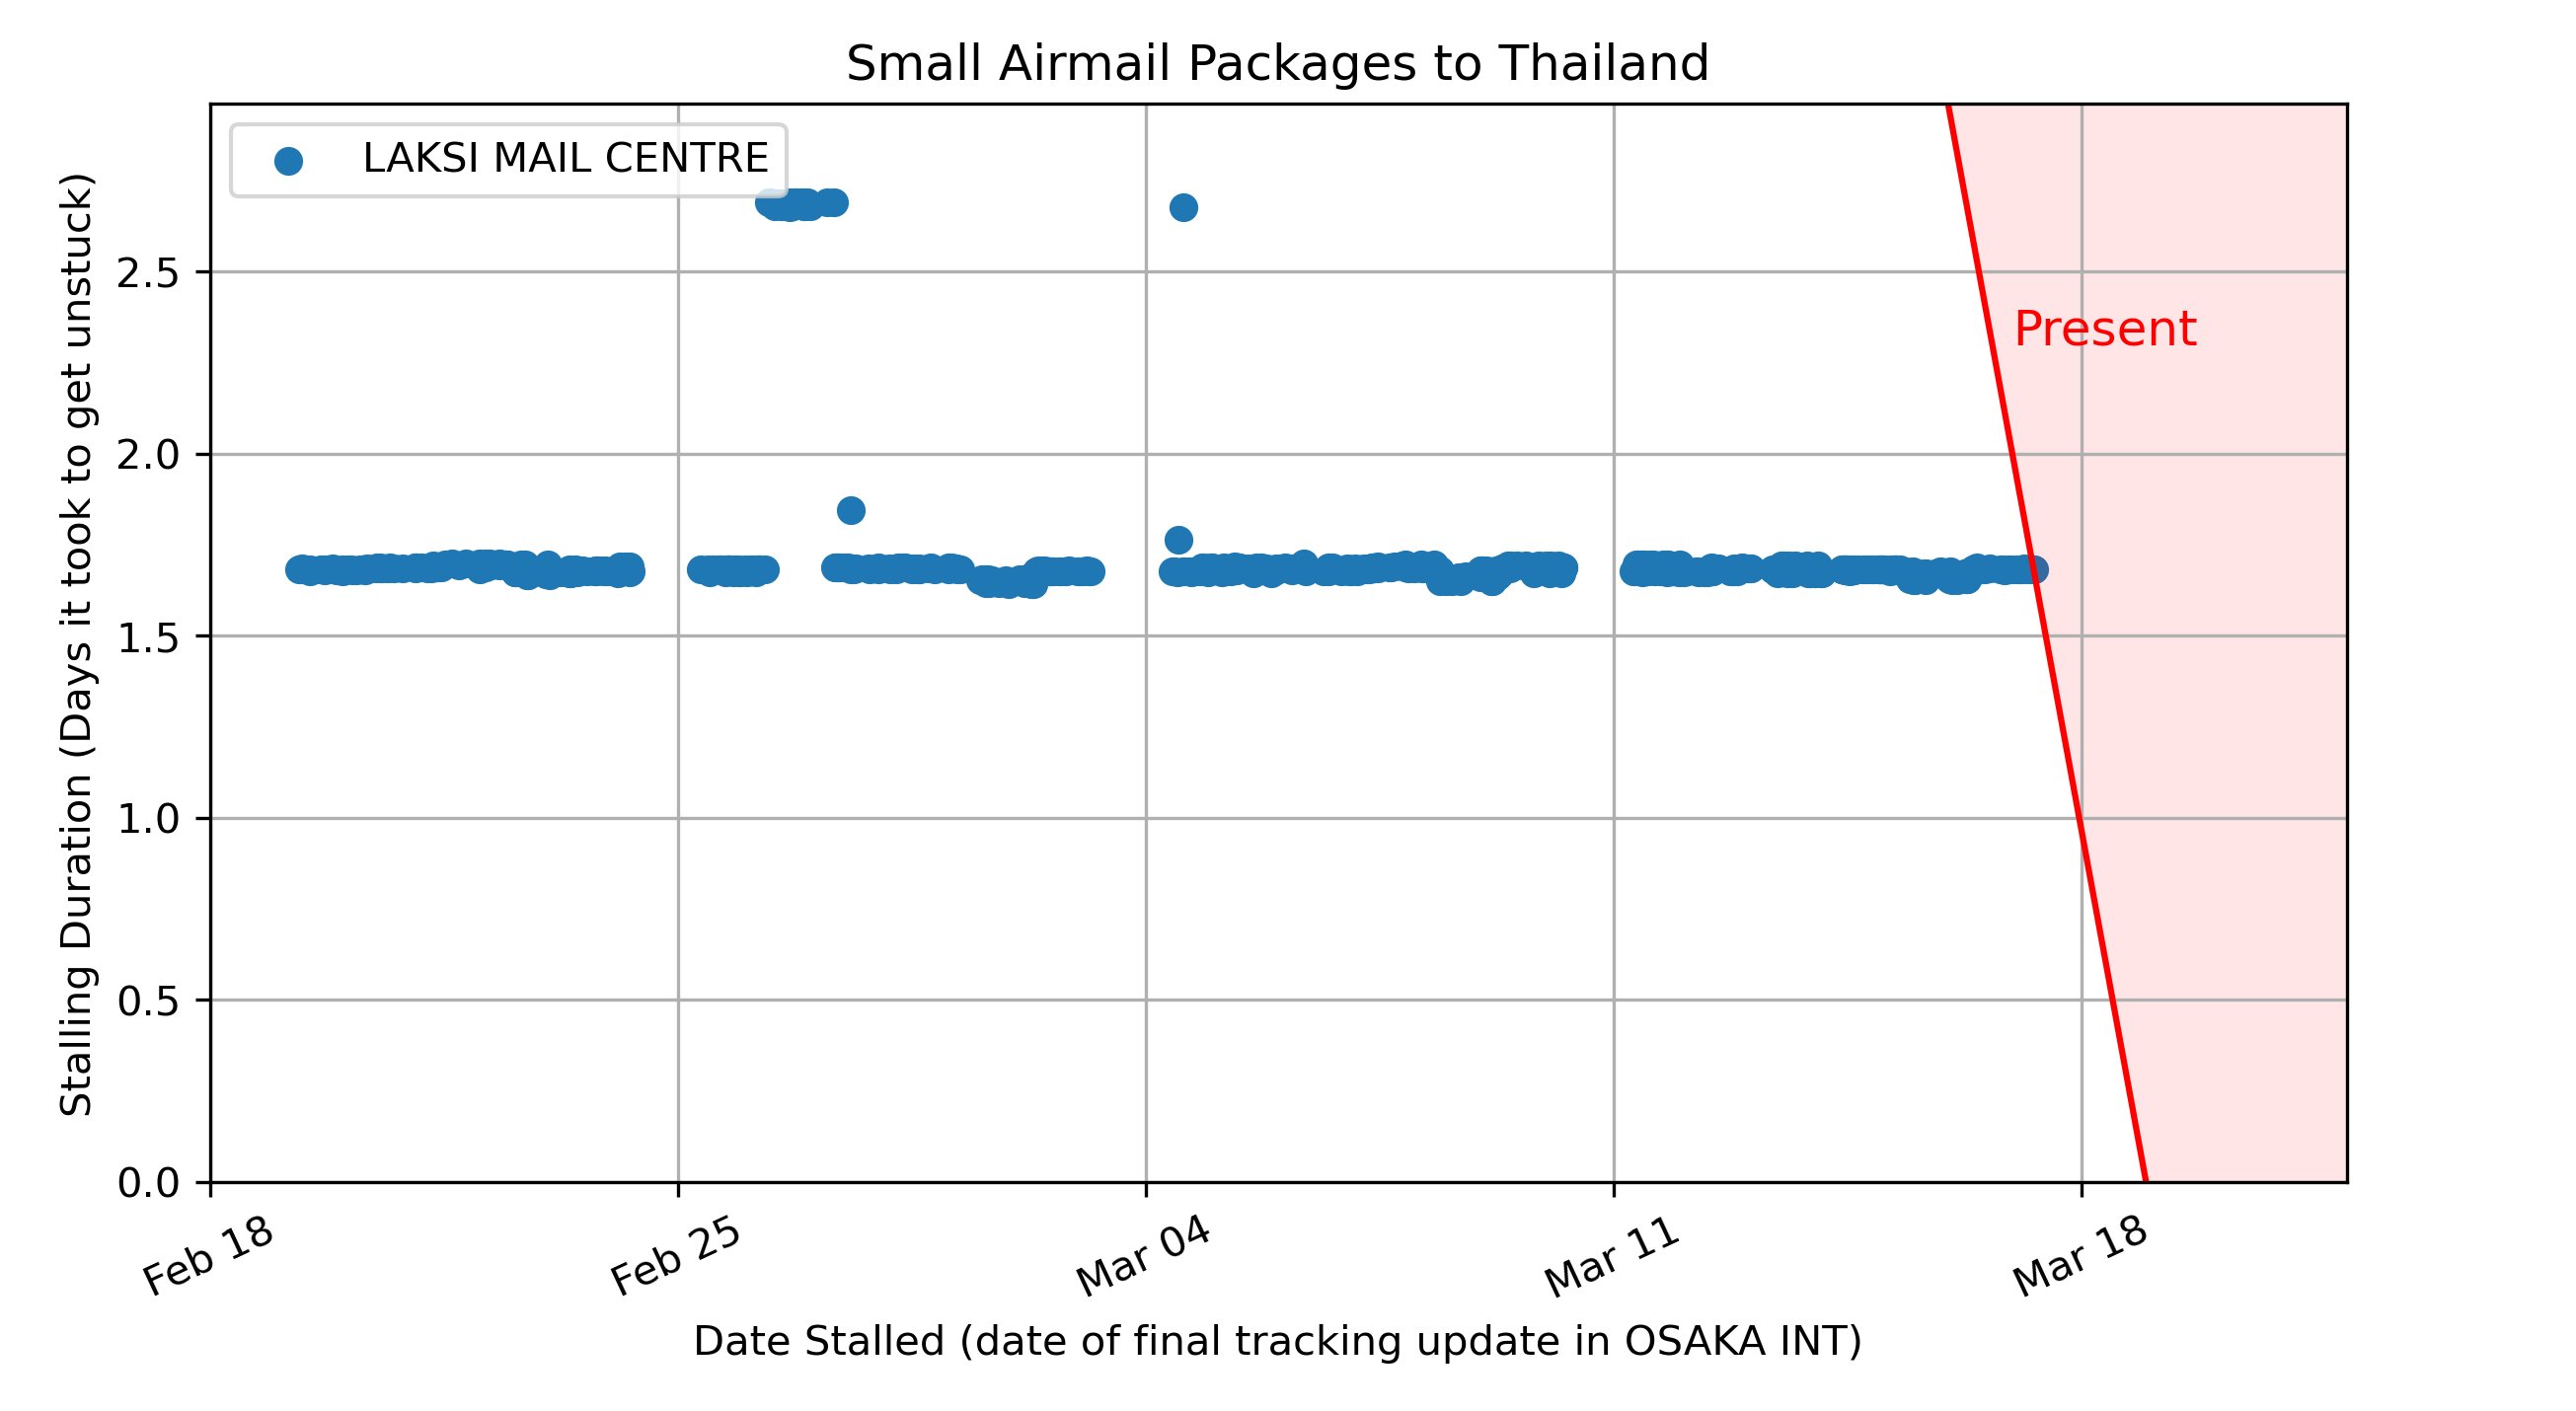 Small Airmail Packages to Thailand
LAKSI MAIL CENTRE
Present
Stalling Duration (Days it took to get unstuck)
2.5
2.0
1.5
1.0
0.5
0.0
Feb 18
Feb 25
Mar 04
Mar 11
Mar 18
Date Stalled (date of final tracking update in OSAKA INT)